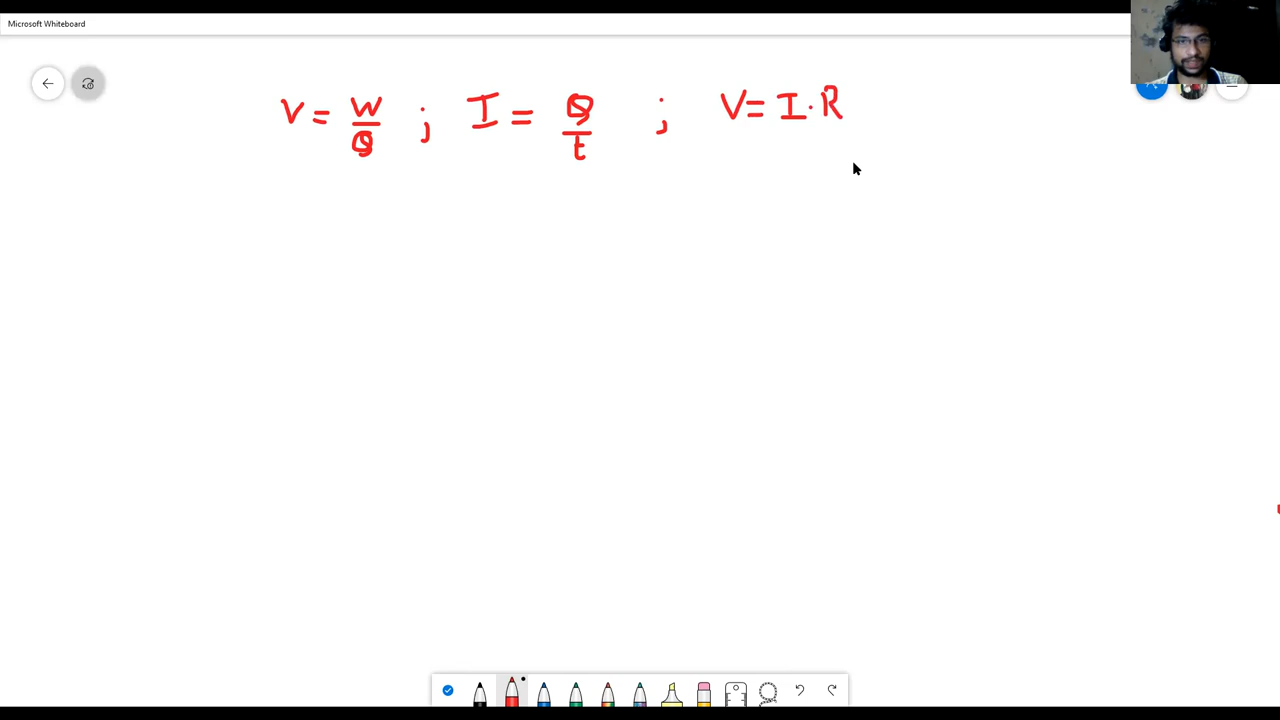 Microsoft Whiteboard
V = W/Q ; I = Q/t ; V = I · R